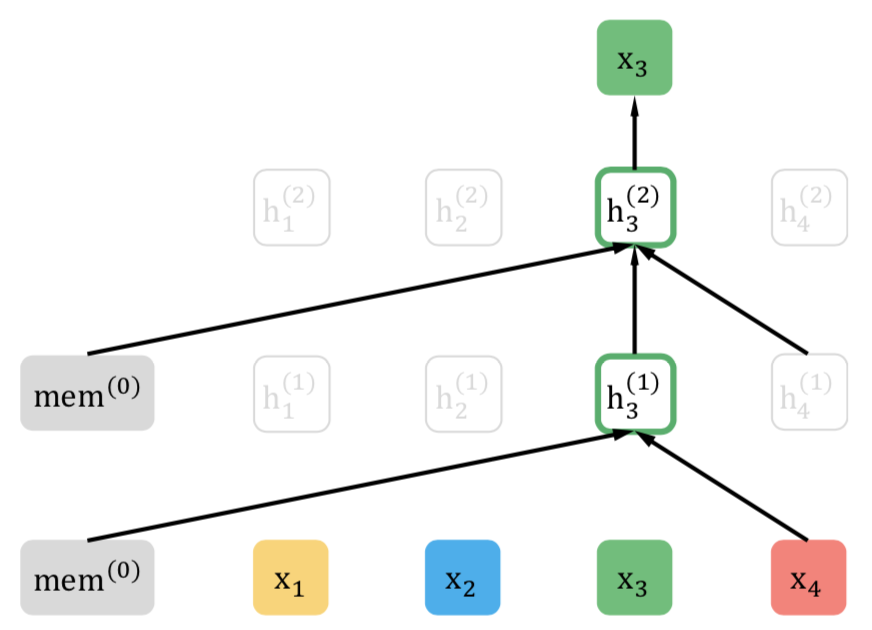 x₃
h₁⁽²⁾ h₂⁽²⁾ h₃⁽²⁾ h₄⁽²⁾
mem⁽⁰⁾ h₁⁽¹⁾ h₂⁽¹⁾ h₃⁽¹⁾ h₄⁽¹⁾
mem⁽⁰⁾ x₁ x₂ x₃ x₄